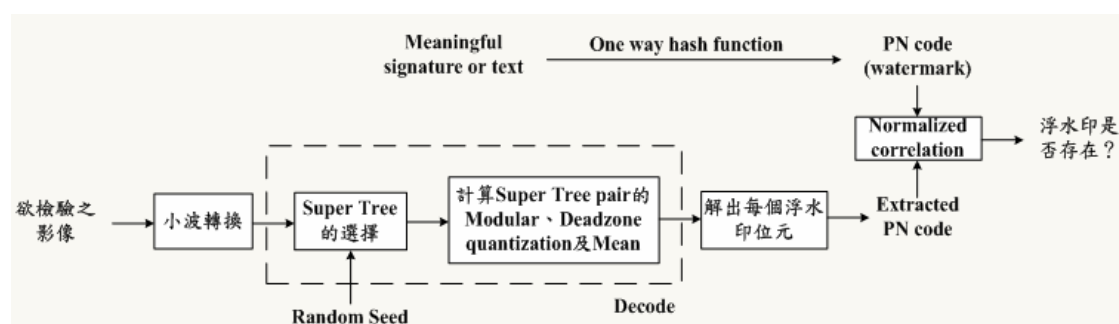 Meaningful
signature or text
One way hash function
PN code
(watermark)
Normalized
correlation
浮水印是
否存在？
欲檢驗之
影像
小波轉換
Super Tree
的選擇
計算Super Tree pair的
Modular、Deadzone
quantization及Mean
解出每個浮水
印位元
Extracted
PN code
Decode
Random Seed